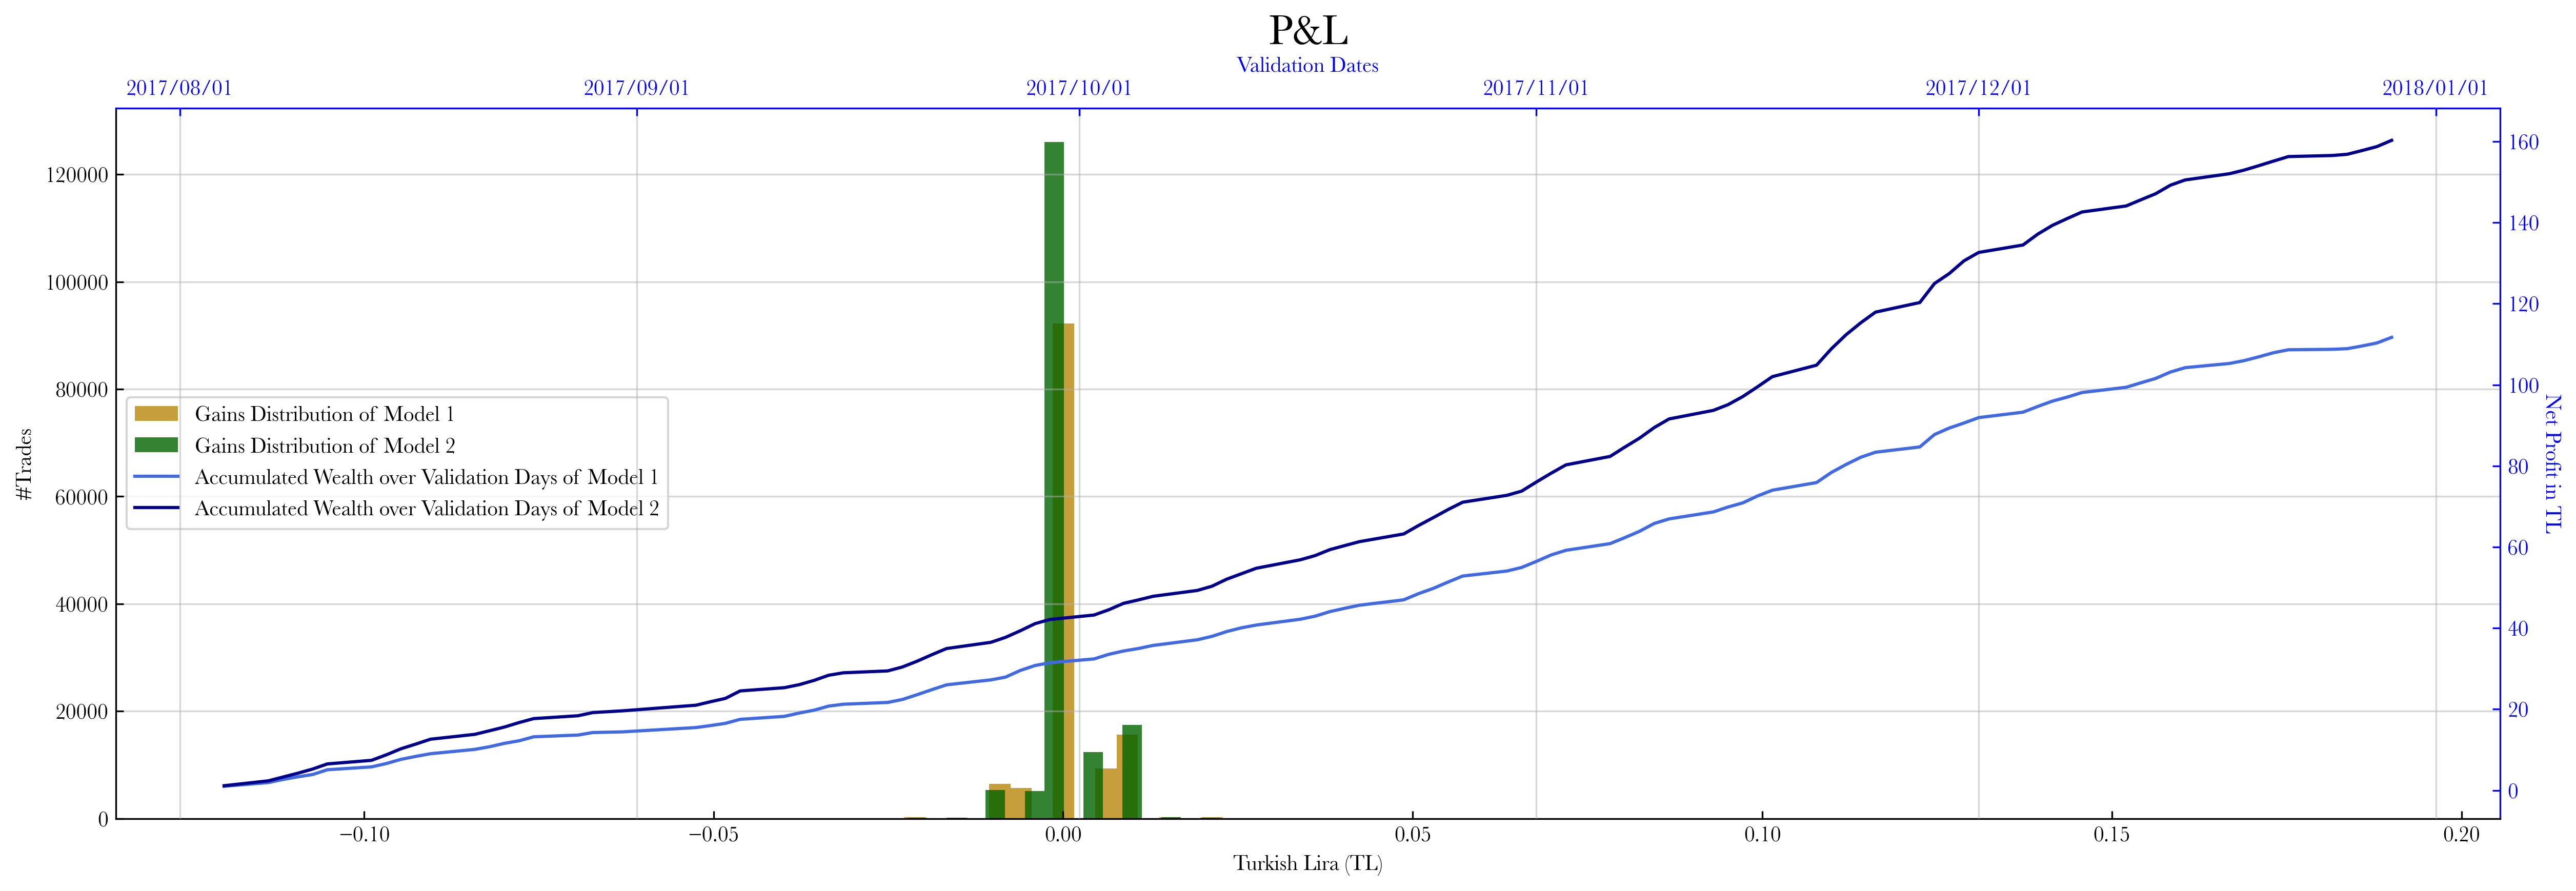 P&L
Validation Dates
2017/08/01 2017/09/01 2017/10/01 2017/11/01 2017/12/01 2018/01/01
120000
100000
80000
60000
40000
20000
0
#Trades
Gains Distribution of Model 1
Gains Distribution of Model 2
Accumulated Wealth over Validation Days of Model 1
Accumulated Wealth over Validation Days of Model 2
160
140
120
100
80
60
40
20
0
Net Profit in TL
−0.10 −0.05 0.00 0.05 0.10 0.15 0.20
Turkish Lira (TL)